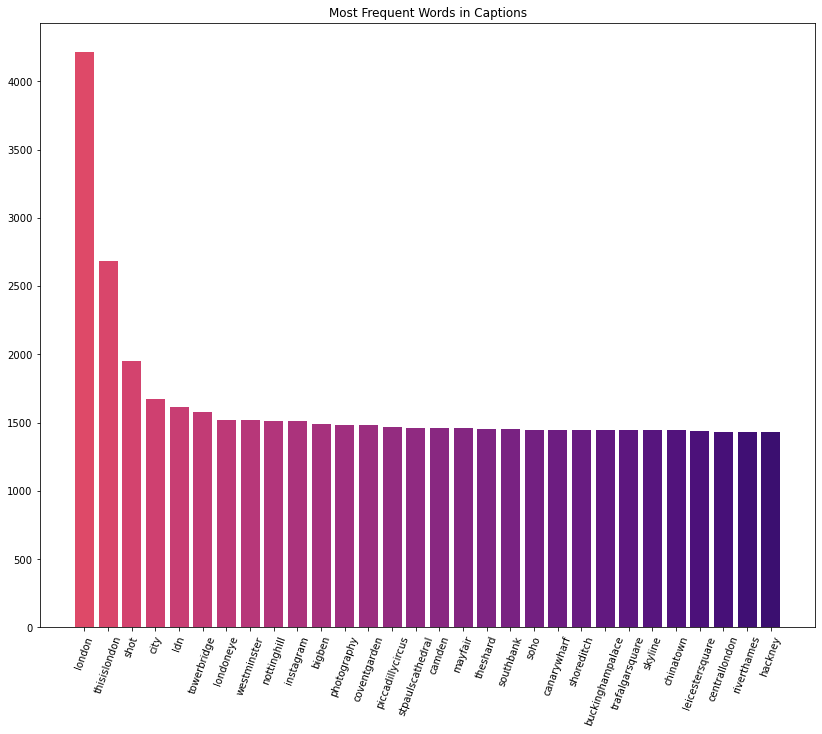 Most Frequent Words in Captions
4000
3500
3000
2500
2000
1500
1000
500
0
london
thisislondon
shot
city
ldn
towerbridge
londoneye
westminster
nottinghill
instagram
bigben
photography
coventgarden
piccadillycircus
stpaulscathedral
camden
mayfair
theshard
southbank
soho
canarywharf
shoreditch
buckinghampalace
trafalgarsquare
skyline
chinatown
leicestersquare
centrallondon
riverthames
hackney